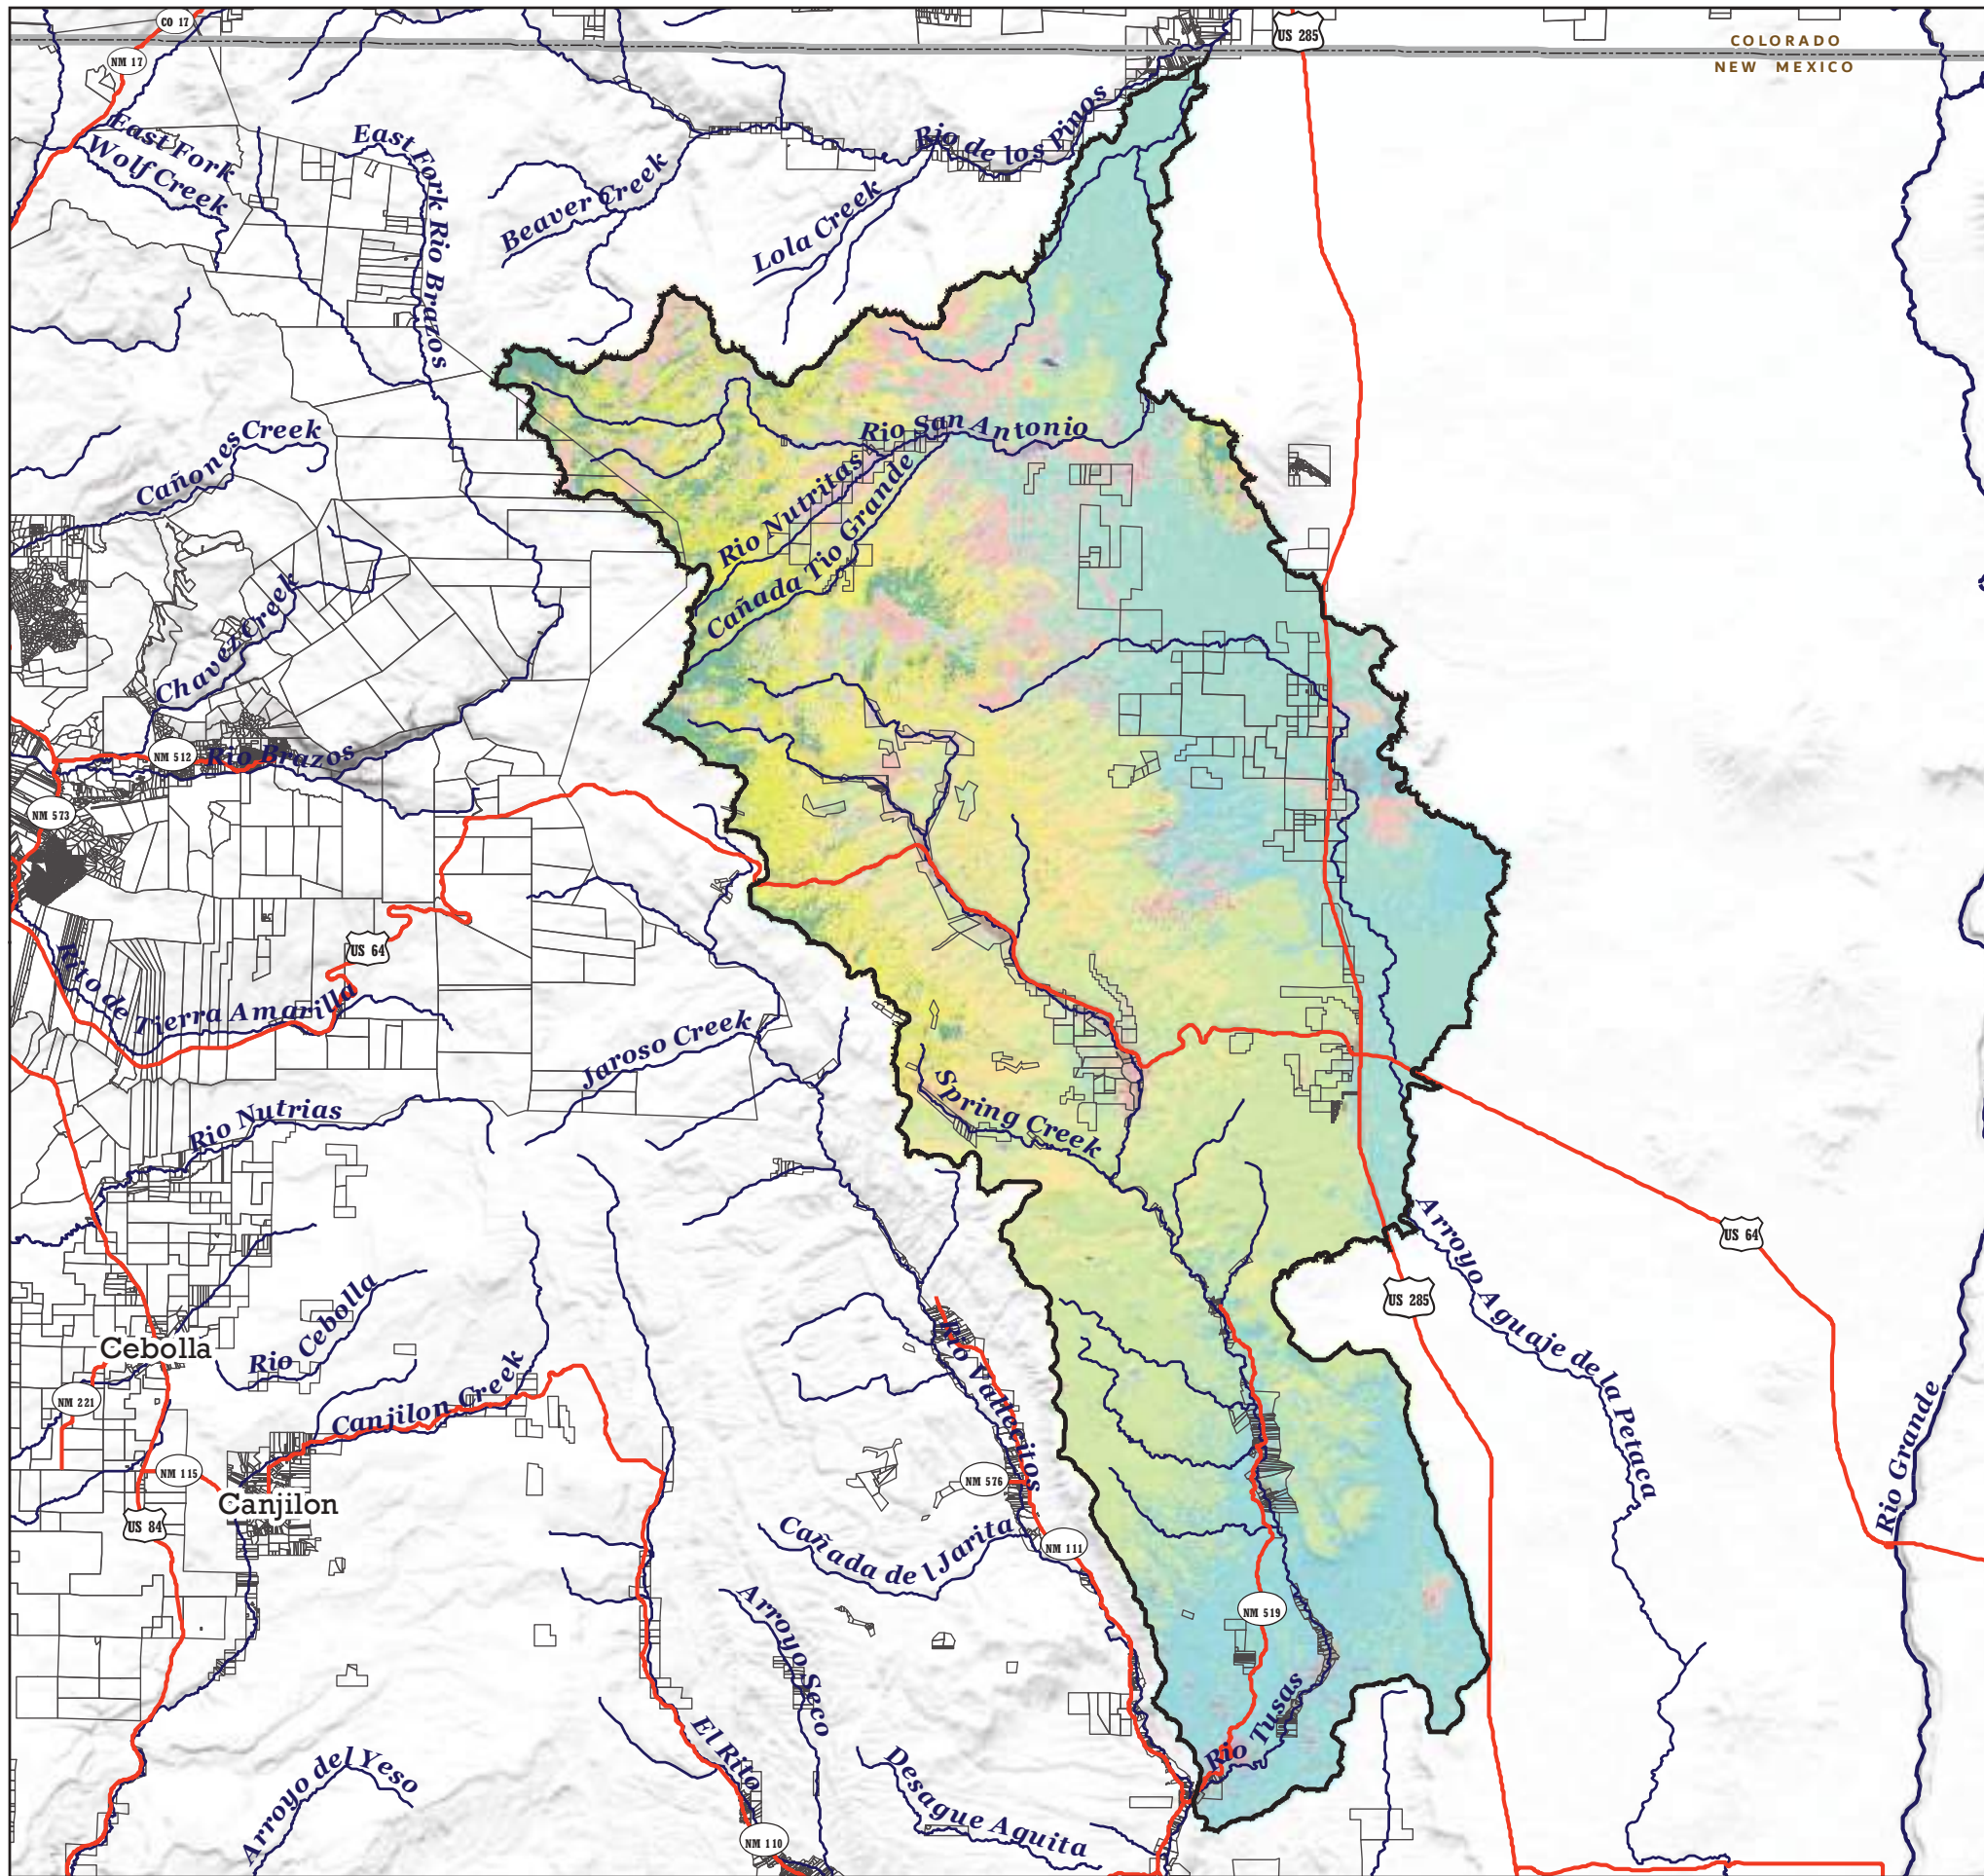 CO 17
US 285
COLORADO
NM 17
NEW MEXICO
Rio de los Pinos
East Fork
Wolf Creek
East Fork Rio Brazos
Beaver Creek
Lola Creek
Rio San Antonio
Cañones Creek
Rio Nutritas
Cañada Tio Grande
Chavez Creek
NM 512
Rio Brazos
NM 573
US 64
Rito de Tierra Amarilla
Jaroso Creek
Spring Creek
Rio Nutrias
Arroyo Aguaje de la Petaca
US 64
US 285
Rio Cebolla
Cebolla
Rio Vallecitos
NM 221
Canjilon Creek
Rio Grande
NM 115
NM 576
Canjilon
US 84
Cañada del Jarita
NM 111
Arroyo Seco
NM 519
Rio Tusas
El Rito
Arroyo del Yeso
Desague Aguita
NM 110